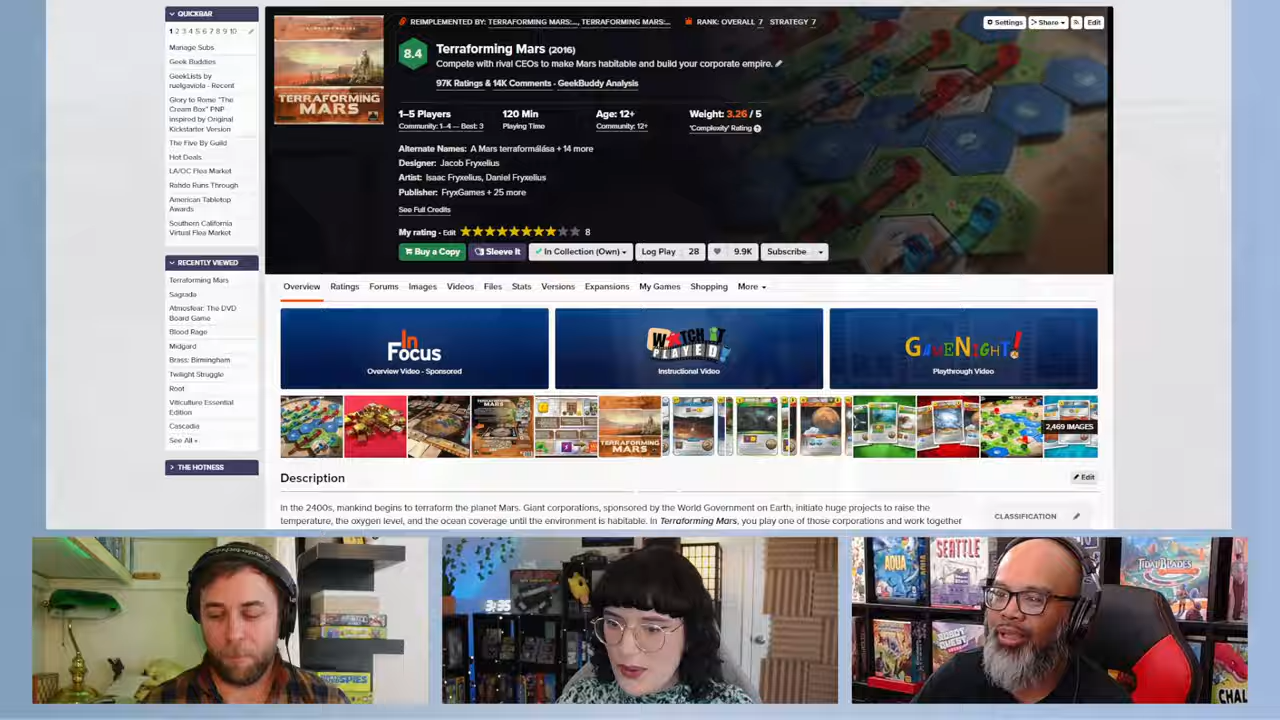 QUICKBAR
1 2 3 4 5 6 7 8 9 10
Manage Subs
Geek Buddies
GeekLists by
ruelgaviola - Recent
Glory to Rome "The
Cream Box" PNP
Inspired by Original
Kickstarter Version
The Five By Guild
Hot Deals
LA/OC Flea Market
Rahdo Runs Through
American Tabletop
Awards
Southern California
Virtual Flea Market
RECENTLY VIEWED
Terraforming Mars
Sagrada
Atmosfear: The DVD
Board Game
Blood Rage
Midgard
Brass: Birmingham
Twilight Struggle
Root
Viticulture Essential
Edition
Cascadia
See All »
THE HOTNESS
REIMPLEMENTED BY: TERRAFORMING MARS:..., TERRAFORMING MARS:... RANK: OVERALL 7 STRATEGY 7
Settings Share Edit
TERRAFORMING
MARS
8.4
Terraforming Mars (2016)
Compete with rival CEOs to make Mars habitable and build your corporate empire.
97K Ratings & 14K Comments · GeekBuddy Analysis
1–5 Players 120 Min Age: 12+ Weight: 3.26 / 5
Community: 1–4 — Best: 3 Playing Time Community: 12+ 'Complexity' Rating
Alternate Names: A Mars terraformálása + 14 more
Designer: Jacob Fryxelius
Artist: Isaac Fryxelius, Daniel Fryxelius
Publisher: FryxGames + 25 more
See Full Credits
My rating - Edit 8
Buy a Copy Sleeve It In Collection (Own) Log Play 28 9.9K Subscribe
Overview Ratings Forums Images Videos Files Stats Versions Expansions My Games Shopping More
In
Focus
Overview Video - Sponsored
WATCH IT
PLAYED!
Instructional Video
GAMENIGHT!
Playthrough Video
MARS
TERRAFORMING
MARS
2,469 IMAGES
Description
Edit
In the 2400s, mankind begins to terraform the planet Mars. Giant corporations, sponsored by the World Government on Earth, initiate huge projects to raise the
temperature, the oxygen level, and the ocean coverage until the environment is habitable. In Terraforming Mars, you play one of those corporations and work together
CLASSIFICATION
3:35
AQUA
SEATTLE
TIDAL BLADES
ROBOT
QUEST
CHAL